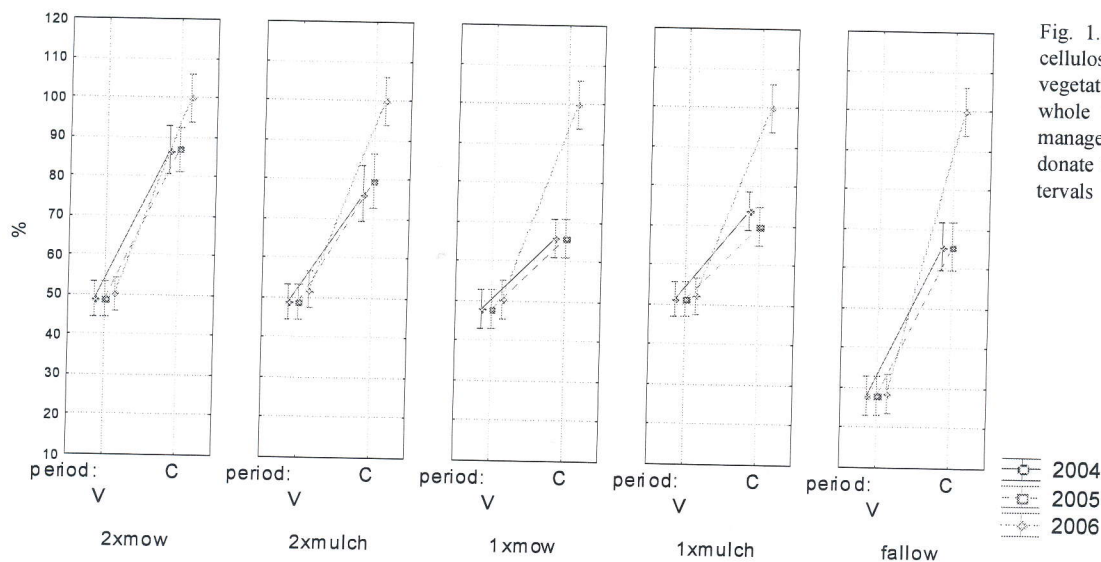 120
110
100
90
80
70
60
50
40
30
20
10
%
period: C
V
2xmow
period: C
V
2xmulch
period: C
V
1xmow
period: C
V
1xmulch
period: C
V
fallow
2004
2005
2006
Fig. 1.
cellulos
vegetat
whole
manage
donate
tervals